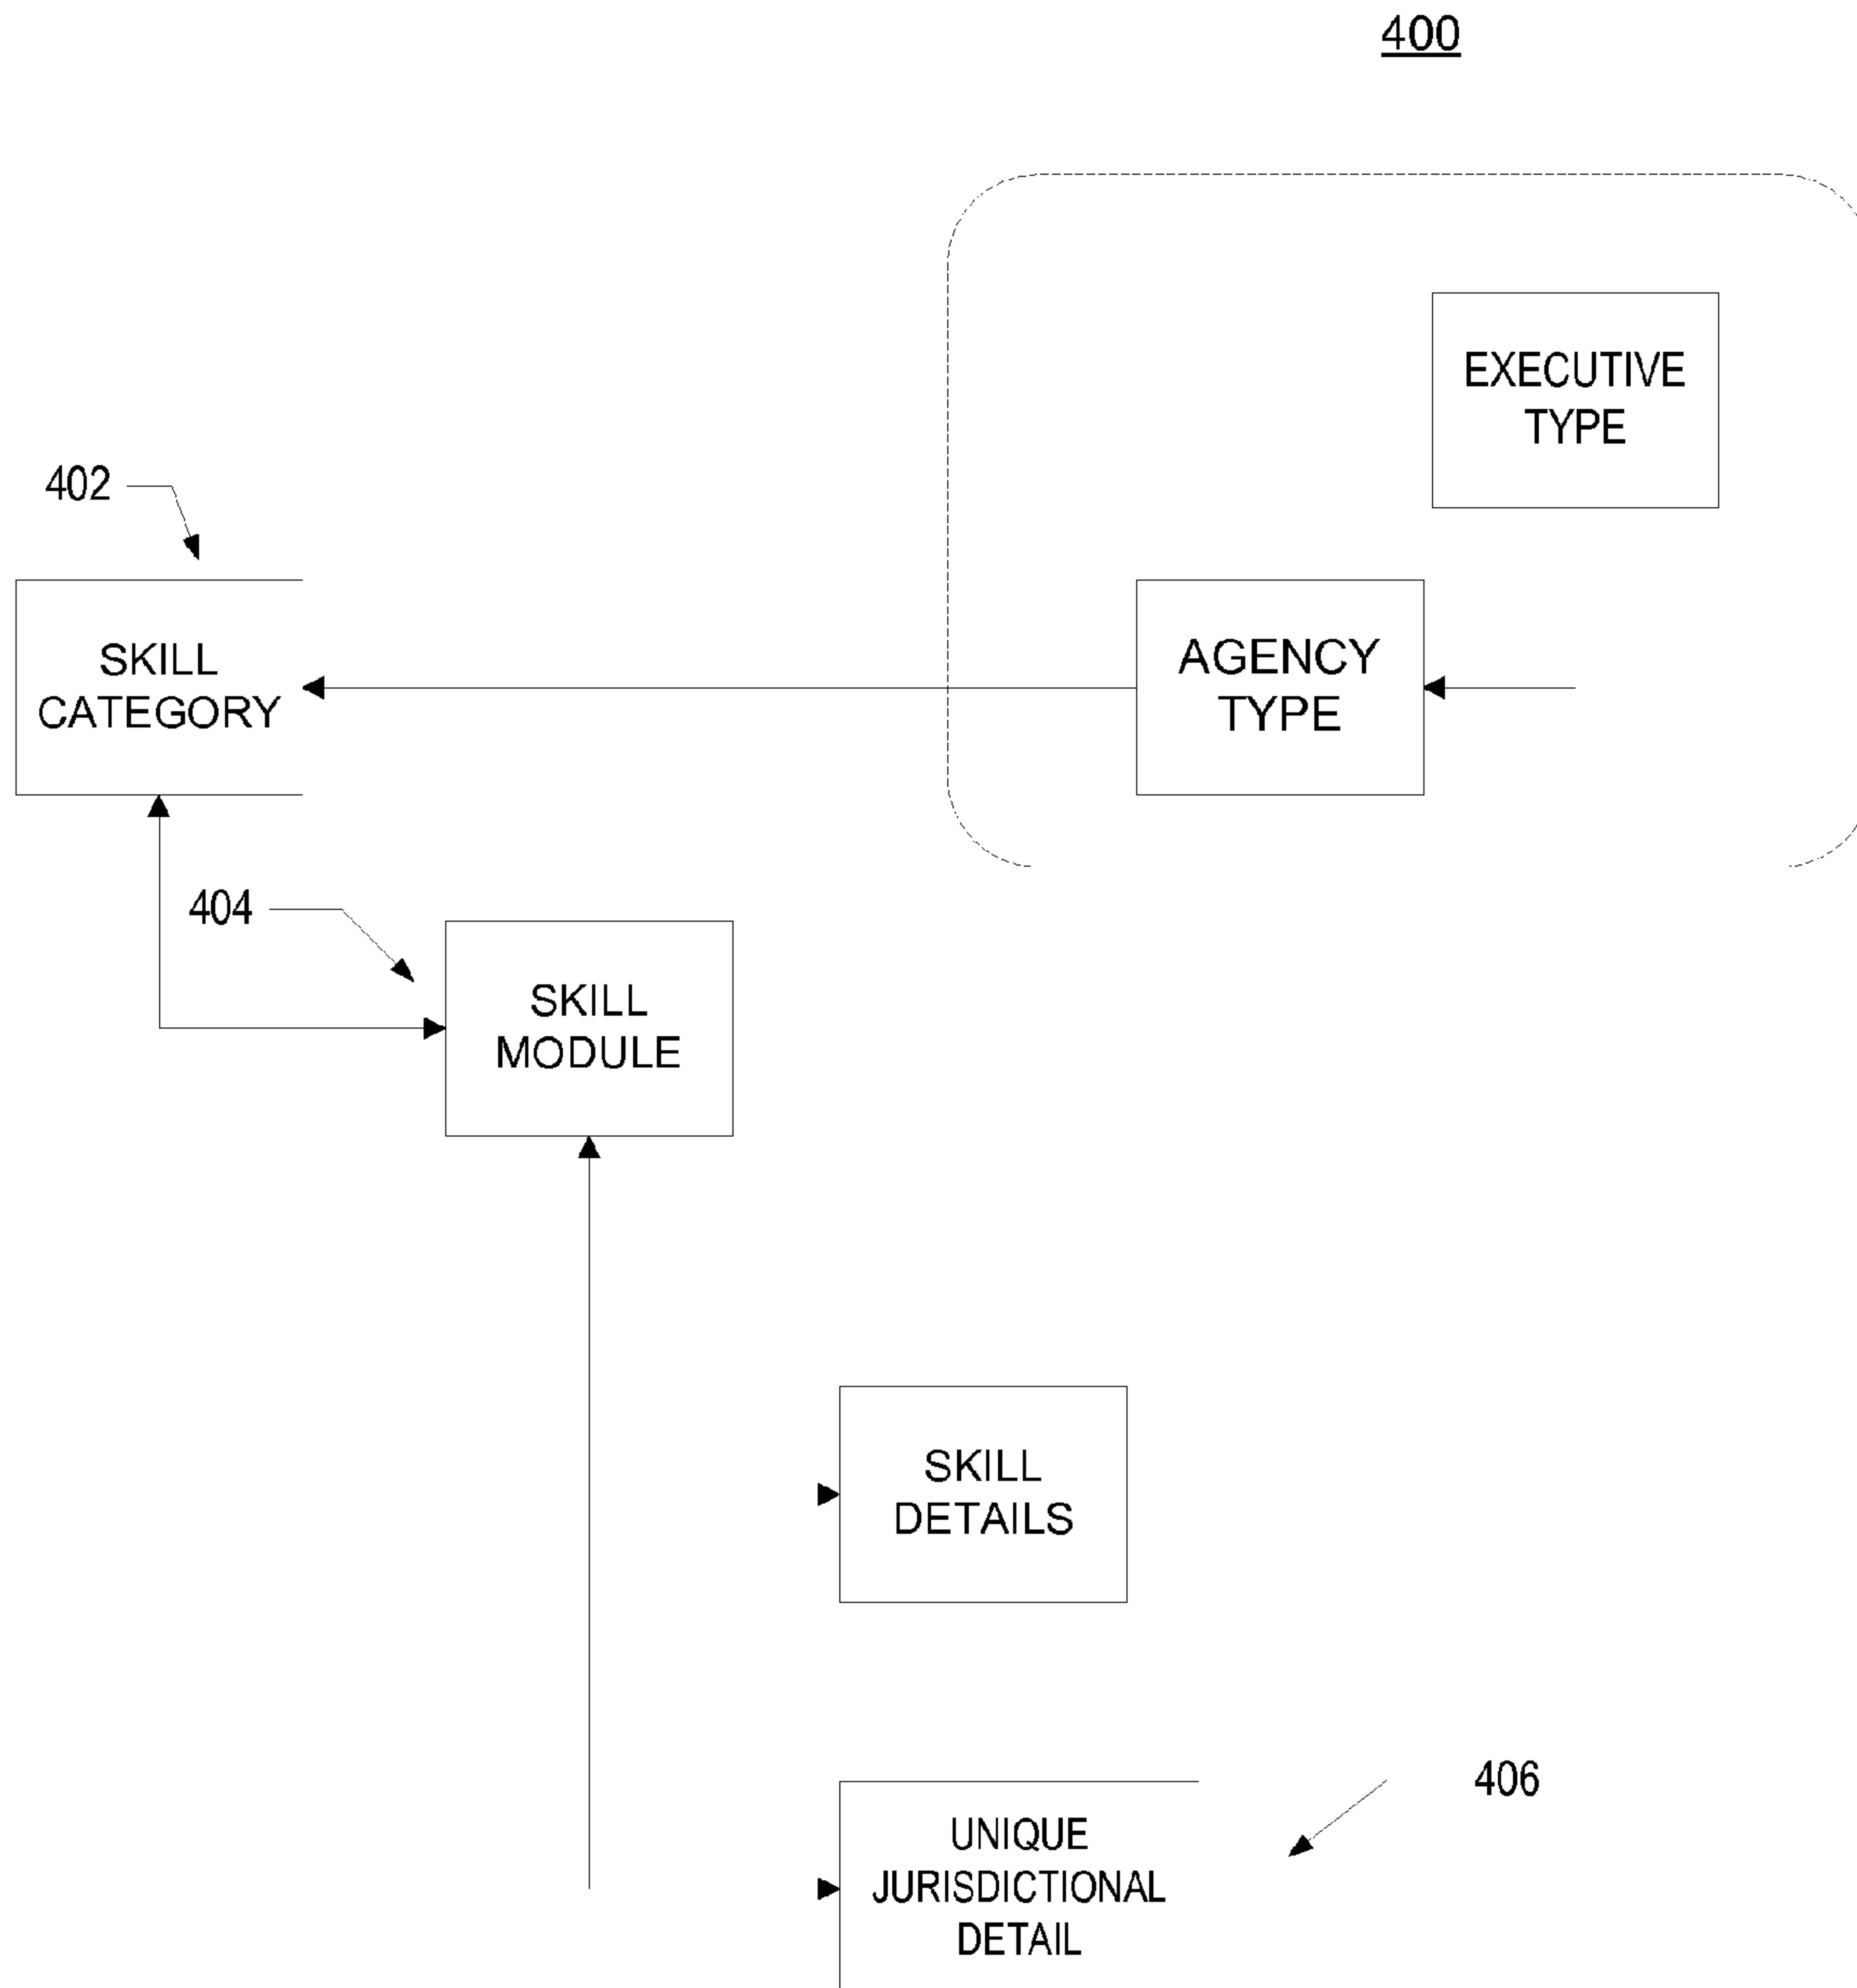 400
EXECUTIVE
TYPE
402
SKILL
CATEGORY
AGENCY
TYPE
404
SKILL
MODULE
SKILL
DETAILS
406
UNIQUE
JURISDICTIONAL
DETAIL